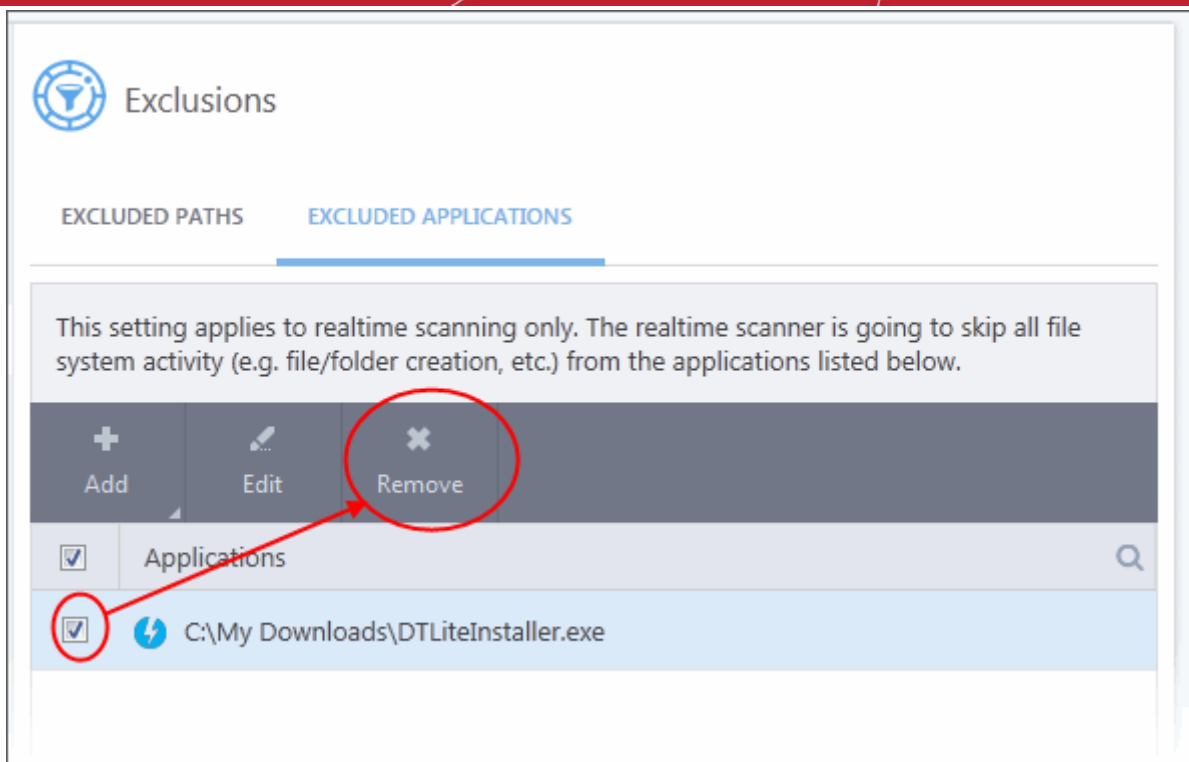 Exclusions
EXCLUDED PATHS EXCLUDED APPLICATIONS
This setting applies to realtime scanning only. The realtime scanner is going to skip all file
system activity (e.g. file/folder creation, etc.) from the applications listed below.
Add Edit Remove
Applications
C:\My Downloads\DTLiteInstaller.exe